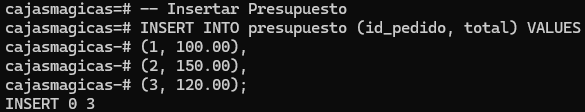 cajasmagicas=# -- Insertar Presupuesto
cajasmagicas=# INSERT INTO presupuesto (id_pedido, total) VALUES
cajasmagicas-# (1, 100.00),
cajasmagicas-# (2, 150.00),
cajasmagicas-# (3, 120.00);
INSERT 0 3